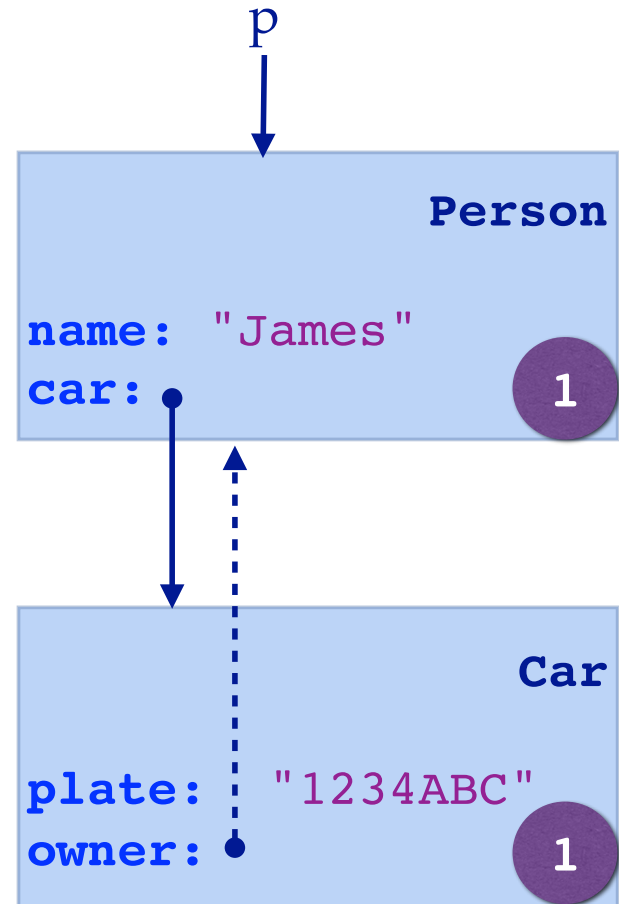 p
Person
name: "James"
car:
1
Car
plate: "1234ABC"
owner:
1